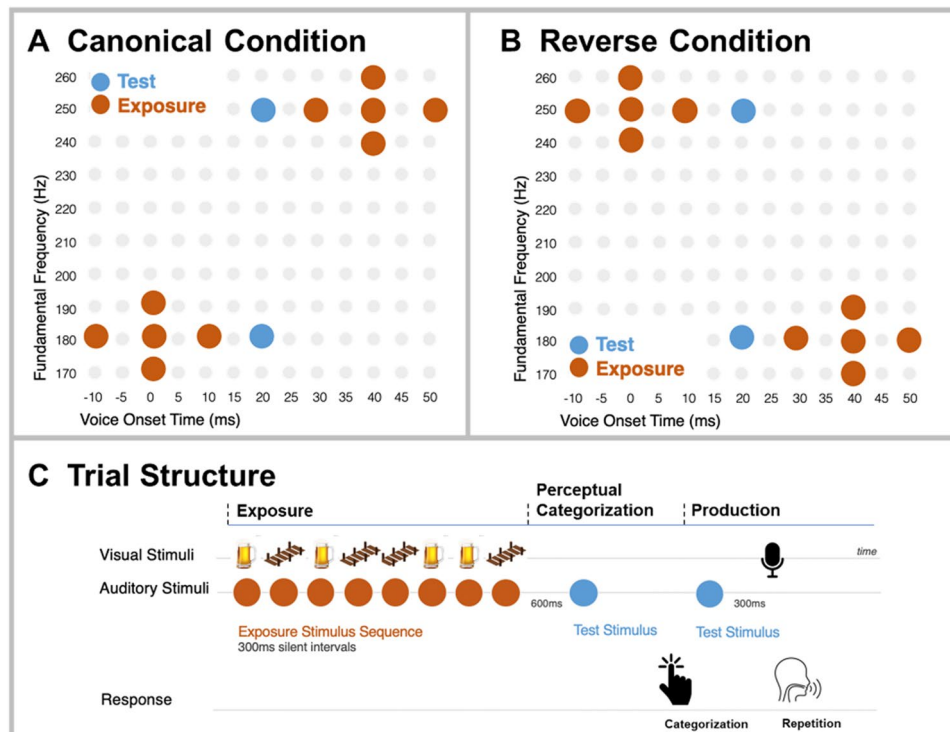 A Canonical Condition
Test
Exposure
Fundamental Frequency (Hz)
260
250
240
230
220
210
200
190
180
170
-10 -5 0 5 10 15 20 25 30 35 40 45 50
Voice Onset Time (ms)
B Reverse Condition
Fundamental Frequency (Hz)
260
250
240
230
220
210
200
190
180
170
Test
Exposure
-10 -5 0 5 10 15 20 25 30 35 40 45 50
Voice Onset Time (ms)
C Trial Structure
Exposure
Perceptual
Categorization
Production
Visual Stimuli
time
Auditory Stimuli
600ms
300ms
Exposure Stimulus Sequence
300ms silent intervals
Test Stimulus
Test Stimulus
Response
Categorization
Repetition